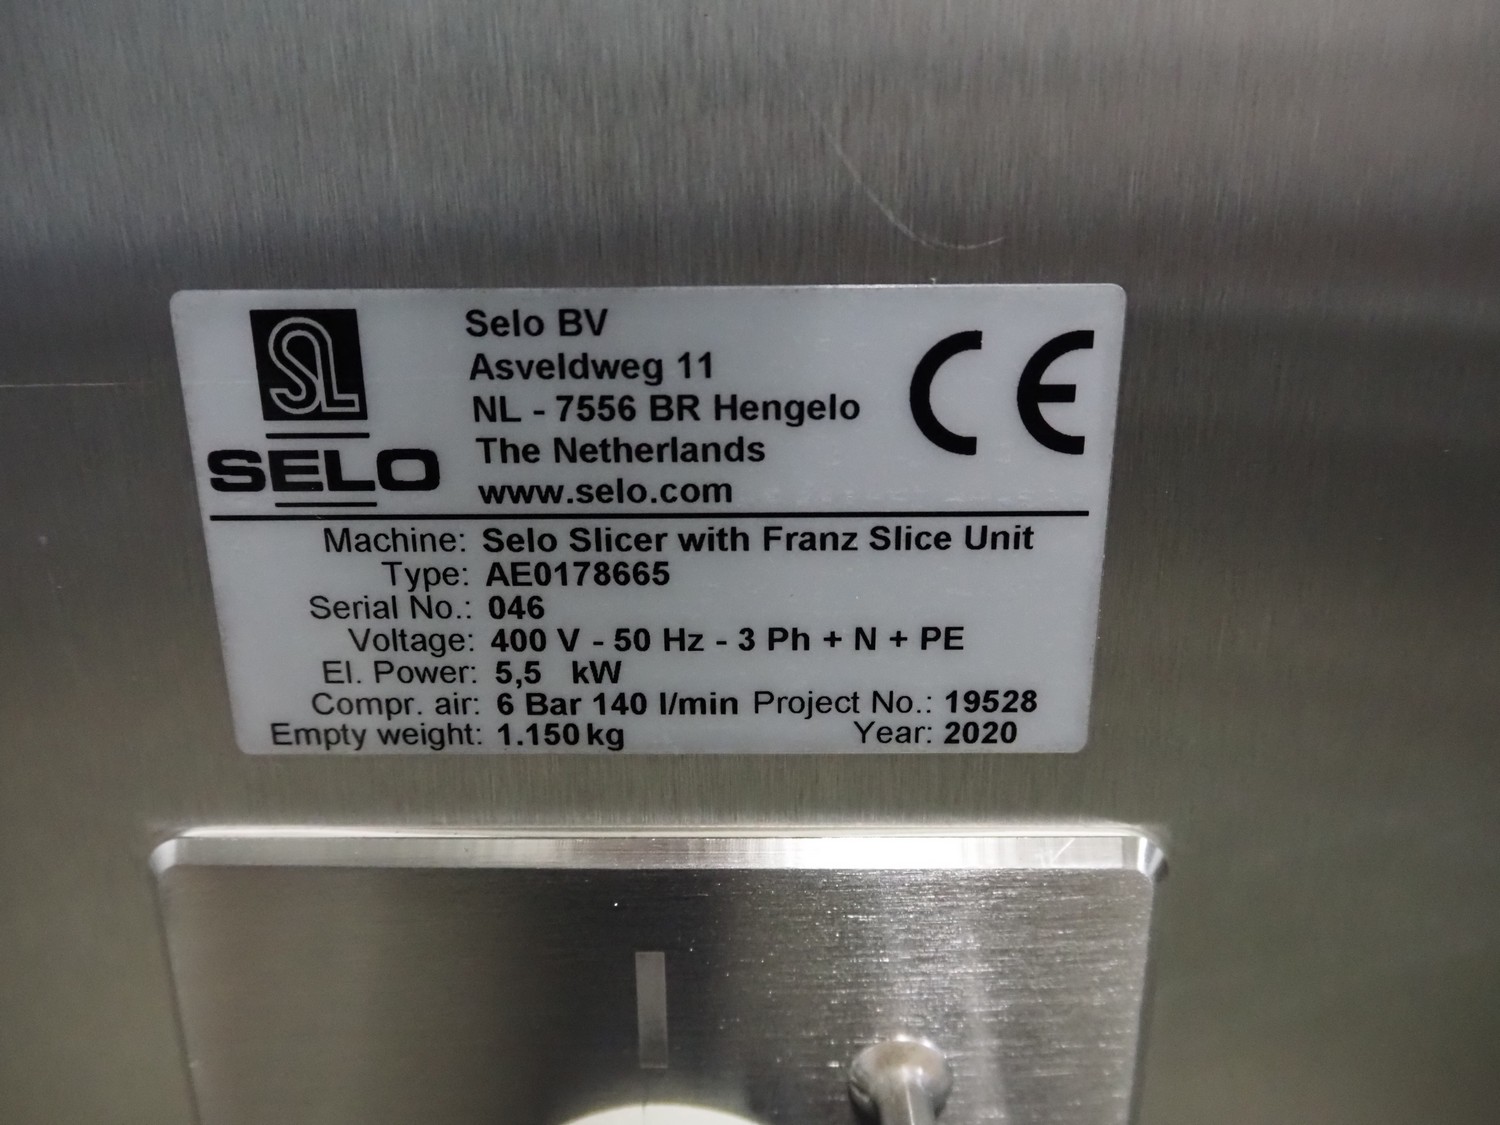 SL
SELO
Selo BV
Asveldweg 11
NL - 7556 BR Hengelo
The Netherlands
www.selo.com
CE
Machine: Selo Slicer with Franz Slice Unit
Type: AE0178665
Serial No.: 046
Voltage: 400 V - 50 Hz - 3 Ph + N + PE
El. Power: 5,5 kW
Compr. air: 6 Bar 140 l/min Project No.: 19528
Empty weight: 1.150 kg Year: 2020